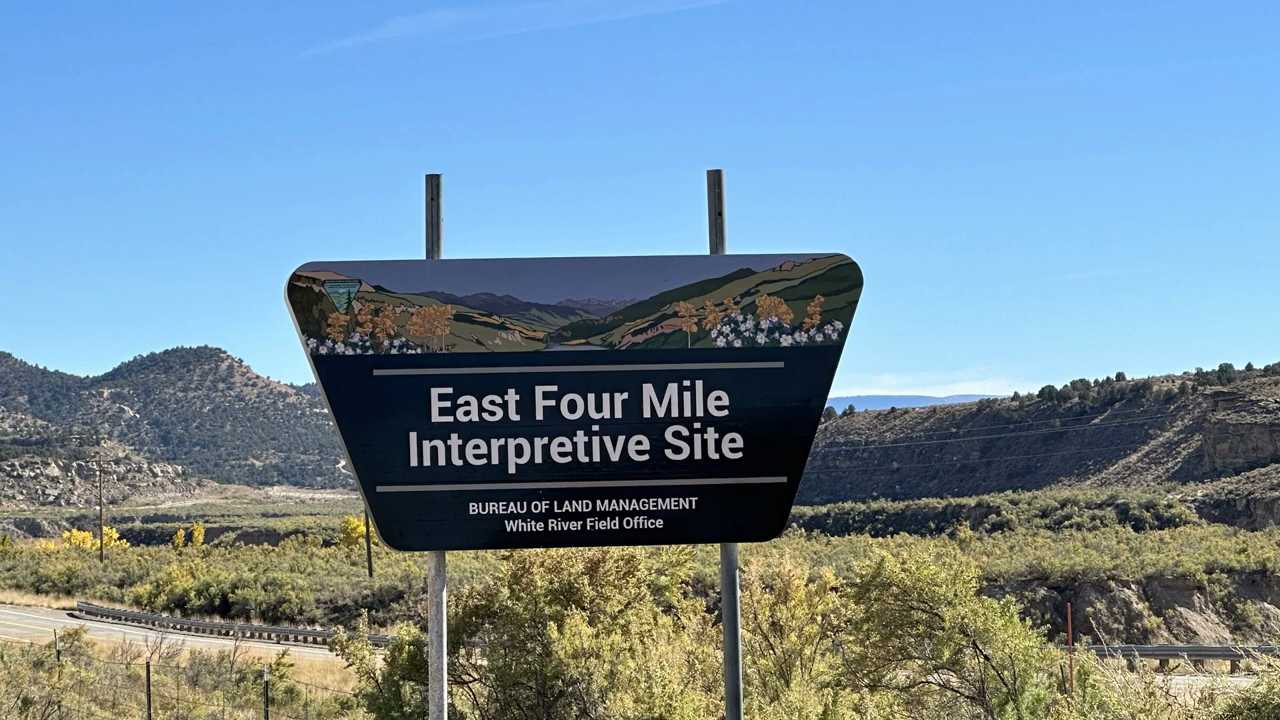 East Four Mile
Interpretive Site
BUREAU OF LAND MANAGEMENT
White River Field Office